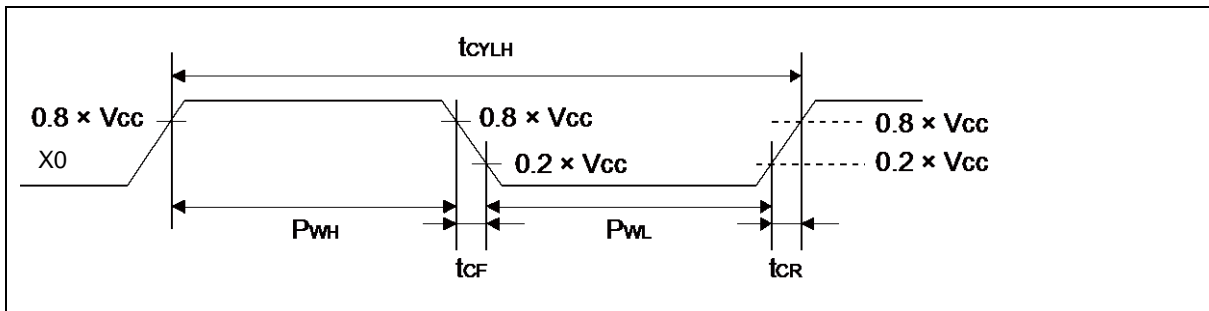 tCYLH
0.8 × Vcc
0.8 × Vcc
0.8 × Vcc
X0
0.2 × Vcc
0.2 × Vcc
PWH
PWL
tCF
tCR